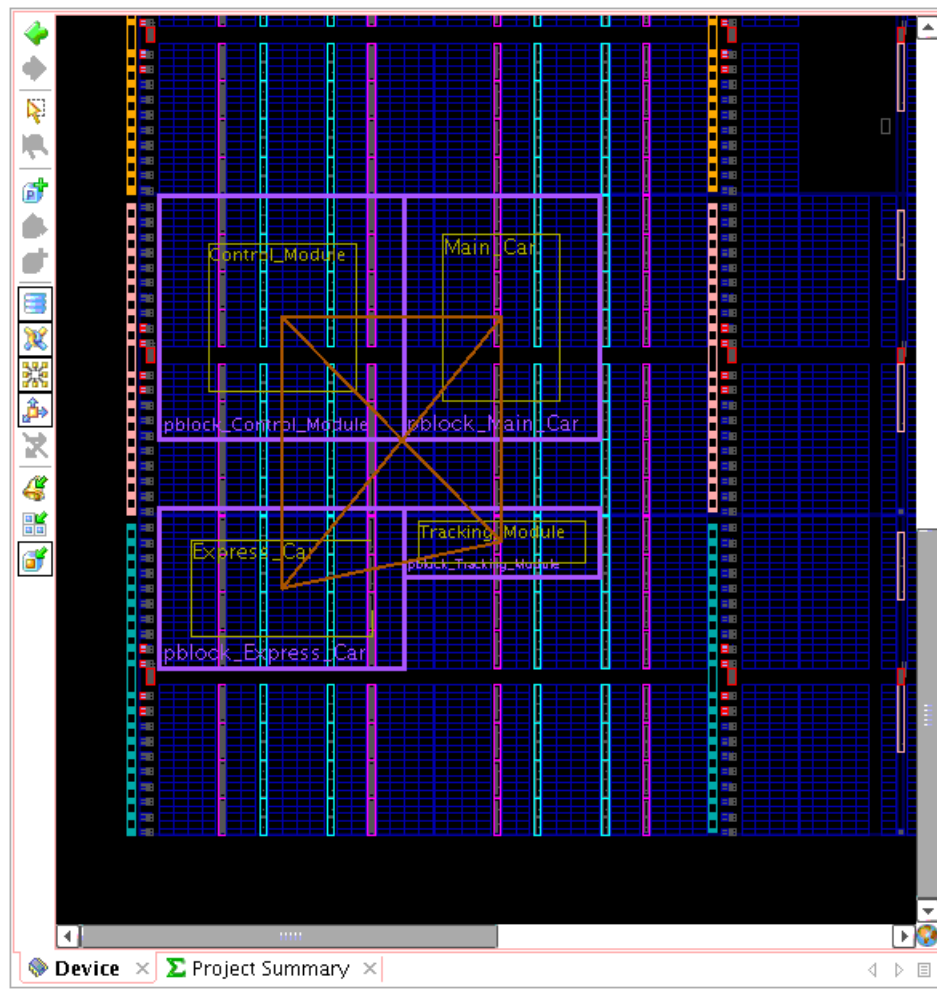 Control_Module
Main_Car
pblock_Control_Module
pblock_Main_Car
Tracking_Module
Express_Car
pblock_Tracking_Module
pblock_Express_Car
Device
Σ Project Summary